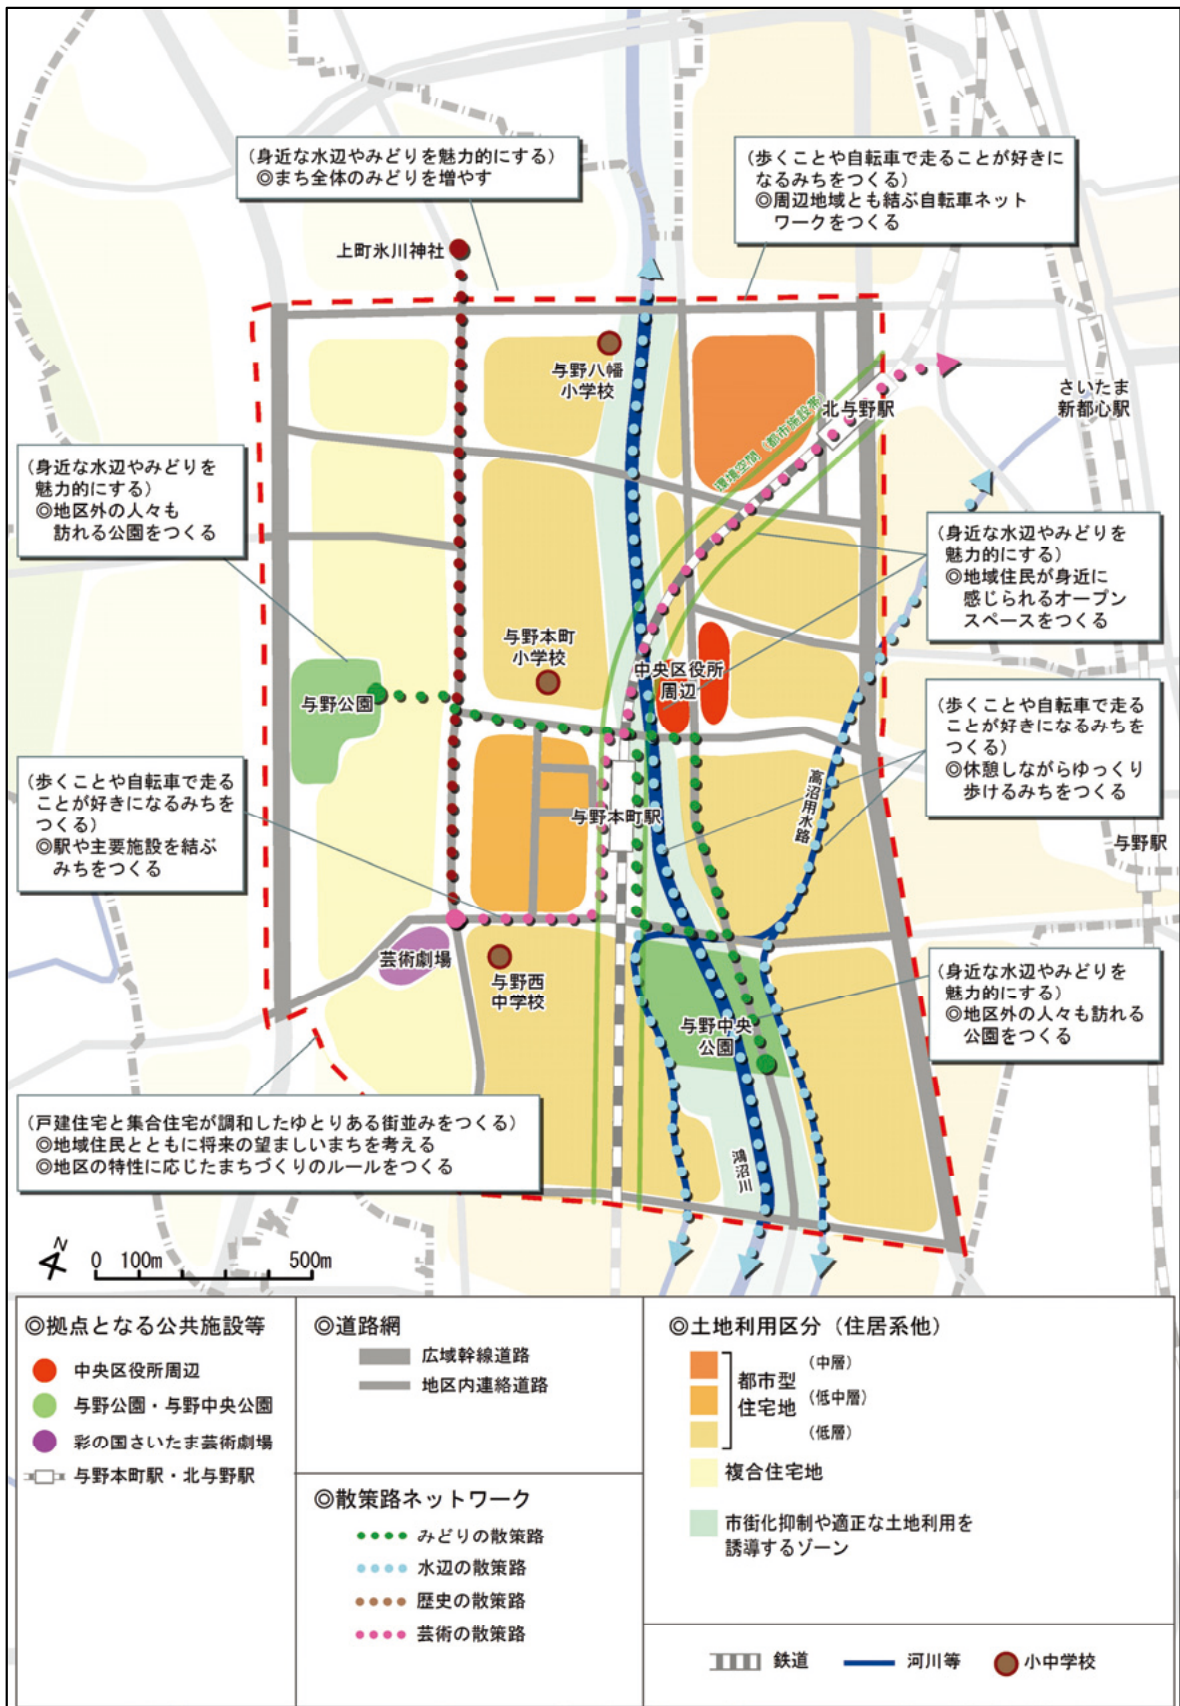 (身近な水辺やみどりを魅力的にする)
◎まち全体のみどりを増やす
(歩くことや自転車で走ることが好きに
なるみちをつくる)
◎周辺地域とも結ぶ自転車ネット
ワークをつくる
上町氷川神社
与野八幡
小学校
さいたま
新都心駅
北与野駅
環境空間(都市施設帯)
(身近な水辺やみどりを
魅力的にする)
◎地区外の人々も
訪れる公園をつくる
(身近な水辺やみどりを
魅力的にする)
◎地域住民が身近に
感じられるオープン
スペースをつくる
与野本町
小学校
中央区役所
周辺
与野公園
(歩くことや自転車で走る
ことが好きになるみちを
つくる)
◎休憩しながらゆっくり
歩けるみちをつくる
(歩くことや自転車で走る
ことが好きになるみちを
つくる)
◎駅や主要施設を結ぶ
みちをつくる
高沼用水路
与野本町駅
与野駅
芸術劇場
与野西
中学校
(身近な水辺やみどりを
魅力的にする)
◎地区外の人々も訪れる
公園をつくる
与野中央
公園
(戸建住宅と集合住宅が調和したゆとりある街並みをつくる)
◎地域住民とともに将来の望ましいまちを考える
◎地区の特性に応じたまちづくりのルールをつくる
鴻沼川
N
0 100m 500m
◎拠点となる公共施設等
中央区役所周辺
与野公園・与野中央公園
彩の国さいたま芸術劇場
与野本町駅・北与野駅
◎道路網
広域幹線道路
地区内連絡道路
◎散策路ネットワーク
みどりの散策路
水辺の散策路
歴史の散策路
芸術の散策路
◎土地利用区分(住居系他)
都市型
住宅地
(中層)
(低中層)
(低層)
複合住宅地
市街化抑制や適正な土地利用を
誘導するゾーン
鉄道
河川等
小中学校